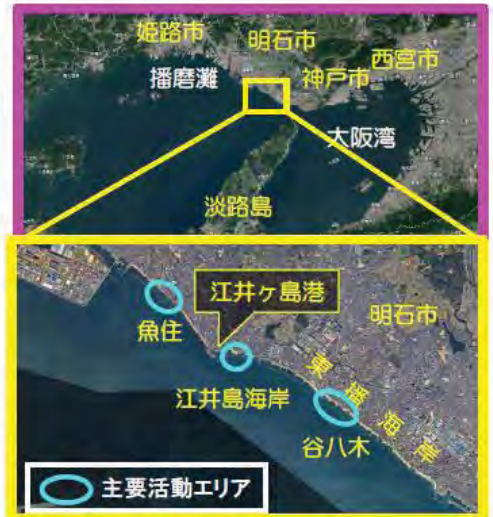 姫路市
明石市
西宮市
播磨灘
神戸市
大阪湾
淡路島
江井ヶ島港
明石市
魚住
江井島海岸
東播海岸
谷八木
主要活動エリア